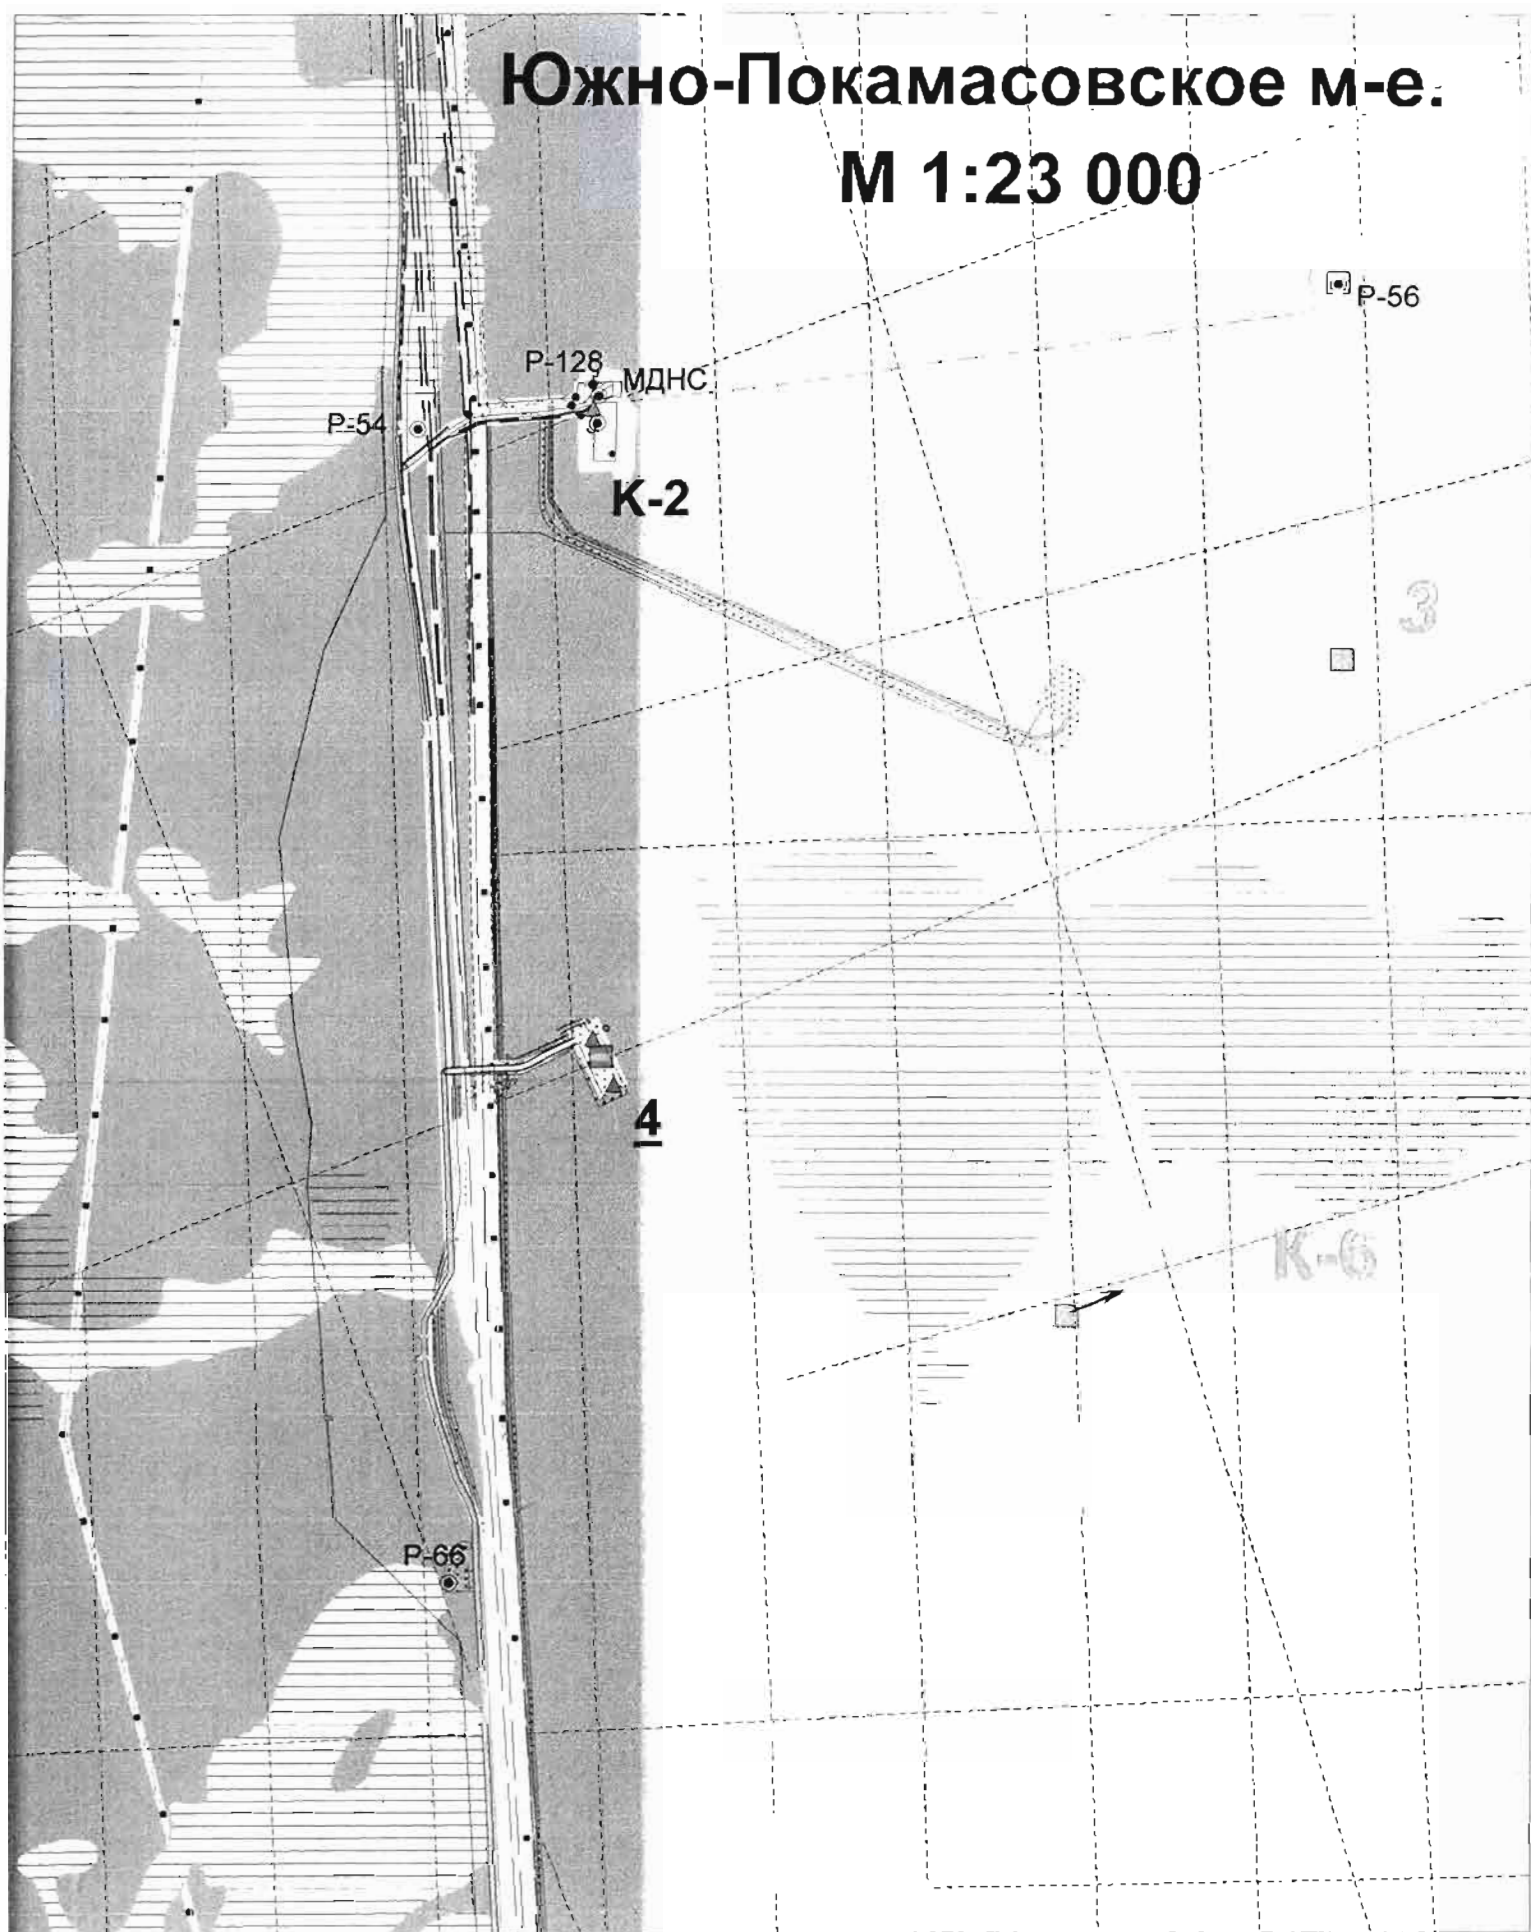 Южно-Покамасовское м-е.
М 1:23 000
Р-56
Р-128
МДНС
Р-54
К-2
3
4
К-6
Р-66